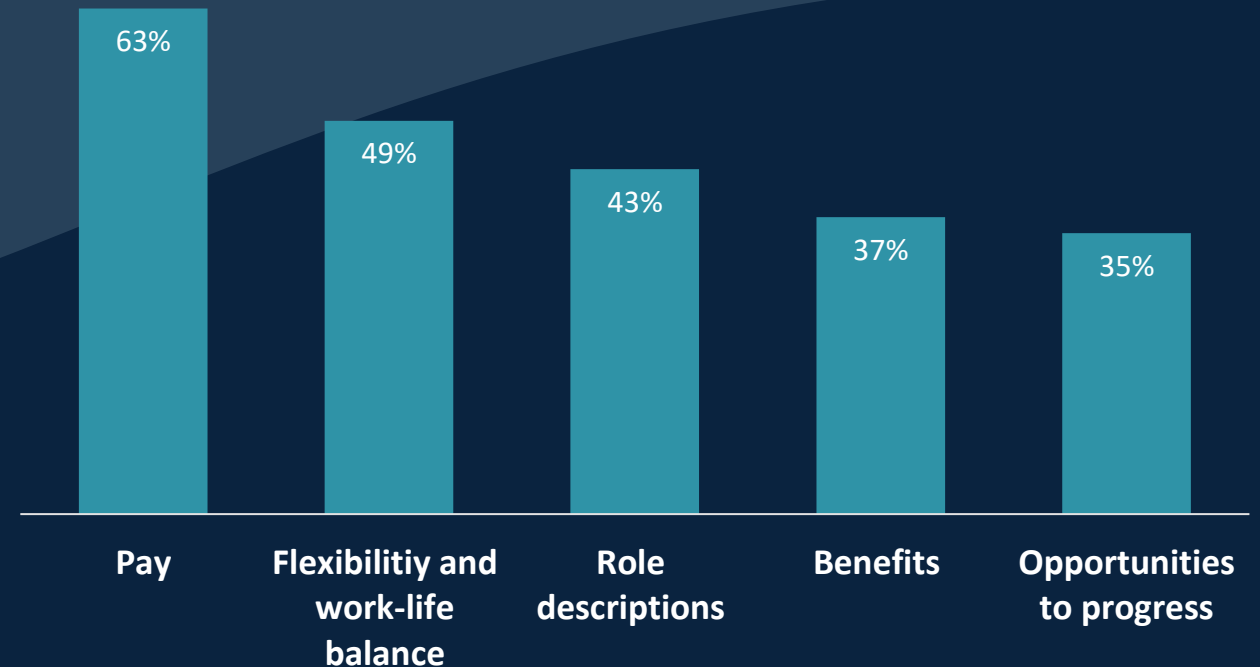 63%
49%
43%
37%
35%
Pay
Flexibilitiy and
work-life
balance
Role
descriptions
Benefits
Opportunities
to progress